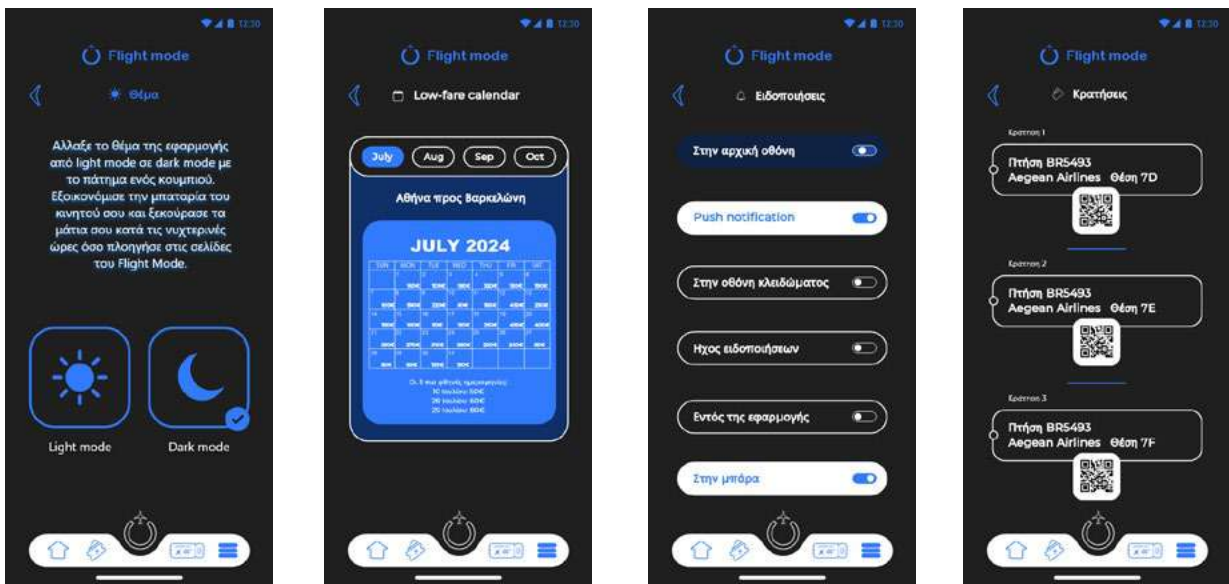 12:30
Flight mode
Θέμα
Αλλαξε το θέμα της εφαρμογής
από light mode σε dark mode με
το πάτημα ενός κουμπιού.
Εξοικονόμισε την μπαταρία του
κινητού σου και ξεκούρασε τα
μάτια σου κατά τις νυχτερινές
ώρες όσο πλοηγήσε στις σελίδες
του Flight Mode.
Light mode
Dark mode
12:30
Flight mode
Low-fare calendar
July Aug Sep Oct
Αθήνα προς Βαρκελώνη
JULY 2024
SUN MON TUE WED THU FRI SAT
Οι 3 πιο φθηνές ημερομηνίες:
12:30
Flight mode
Ειδοποιήσεις
Στην αρχική οθόνη
Push notification
Στην οθόνη κλειδώματος
Ηχος ειδοποιήσεων
Εντός της εφαρμογής
Στην μπάρα
12:30
Flight mode
Κρατήσεις
Κράτηση 1
Πτήση BR5493
Aegean Airlines Θέση 7D
Κράτηση 2
Πτήση BR5493
Aegean Airlines Θέση 7E
Κράτηση 3
Πτήση BR5493
Aegean Airlines Θέση 7F